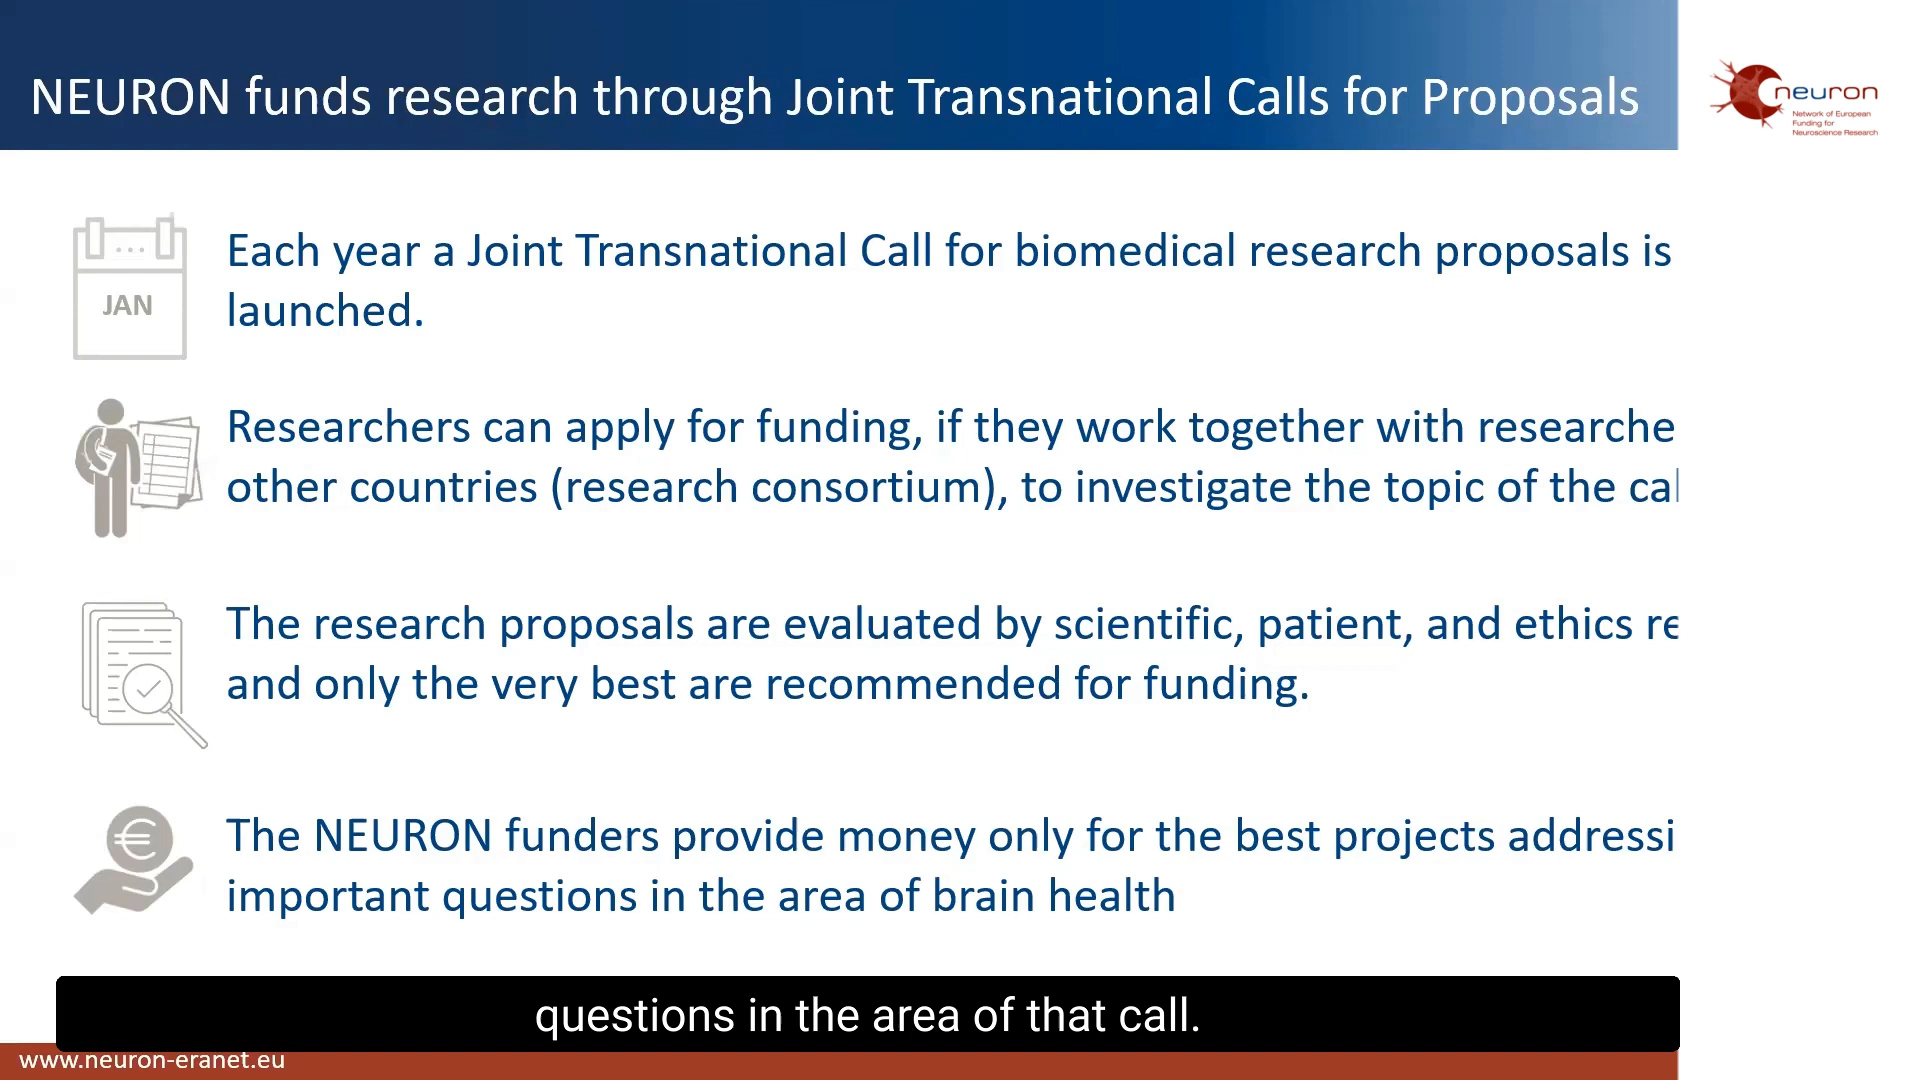 NEURON funds research through Joint Transnational Calls for Proposals
neuron
Network of European
Funding for
Neuroscience Research
JAN
Each year a Joint Transnational Call for biomedical research proposals is
launched.
Researchers can apply for funding, if they work together with researche
other countries (research consortium), to investigate the topic of the cal
The research proposals are evaluated by scientific, patient, and ethics re
and only the very best are recommended for funding.
€
The NEURON funders provide money only for the best projects addressi
important questions in the area of brain health
questions in the area of that call.
www.neuron-eranet.eu